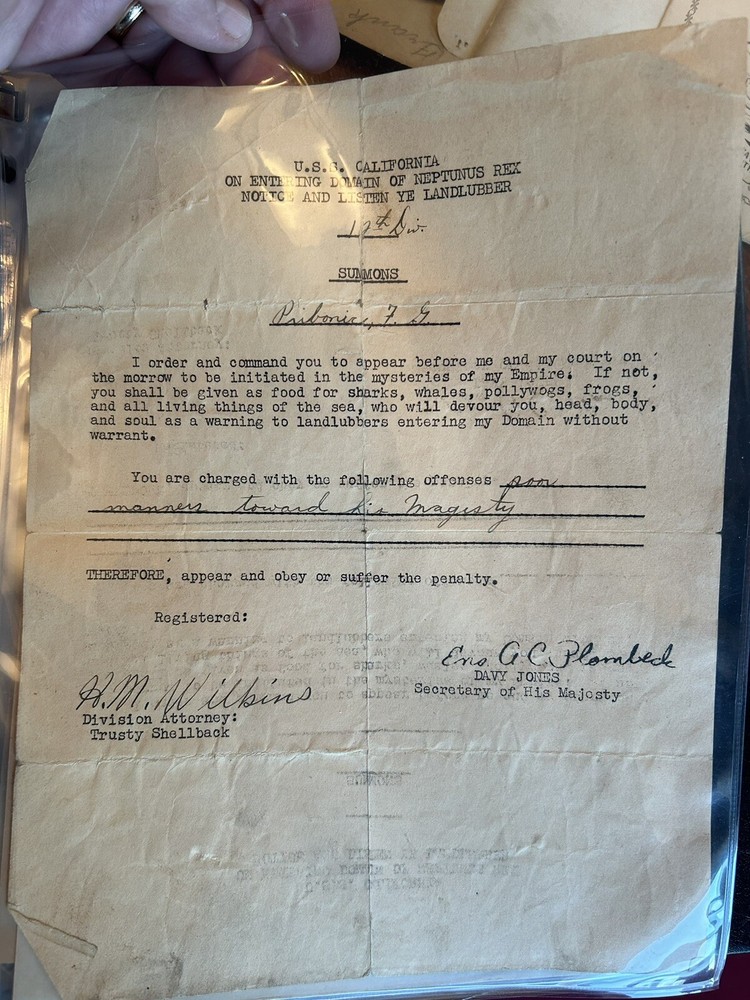 U.S.S. CALIFORNIA
ON ENTERING DOMAIN OF NEPTUNUS REX
NOTICE AND LISTEN YE LANDLUBBER
Div.
SUMMONS
F. G.
I order and command you to appear before me and my court on
the morrow to be initiated in the mysteries of my Empire. If not,
you shall be given as food for sharks, whales, pollywogs, frogs,
and all living things of the sea, who will devour you, head, body,
and soul as a warning to landlubbers entering my Domain without
warrant.
You are charged with the following offenses poor
manners toward his Magisty
THEREFORE, appear and obey or suffer the penalty.
Registered:
Ens. A. C. Plambeck
DAVY JONES
Secretary of His Majesty
H. M. Wilkins
Division Attorney:
Trusty Shellback